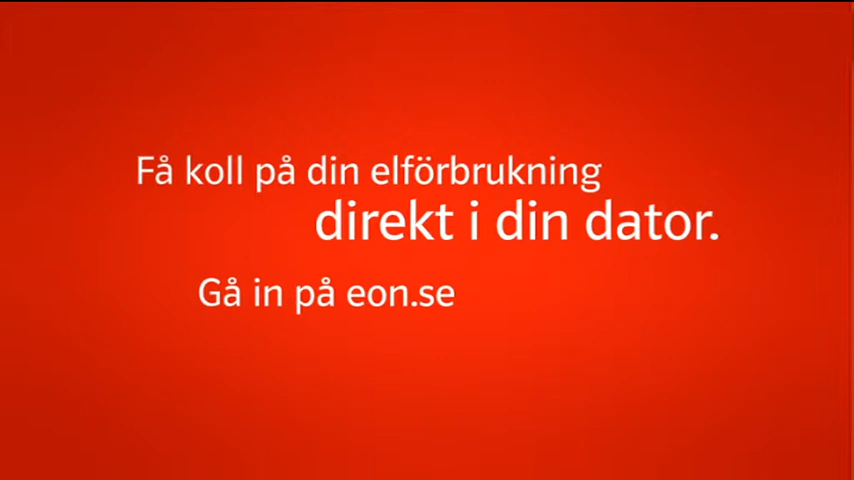 Få koll på din elförbrukning
direkt i din dator.
Gå in på eon.se